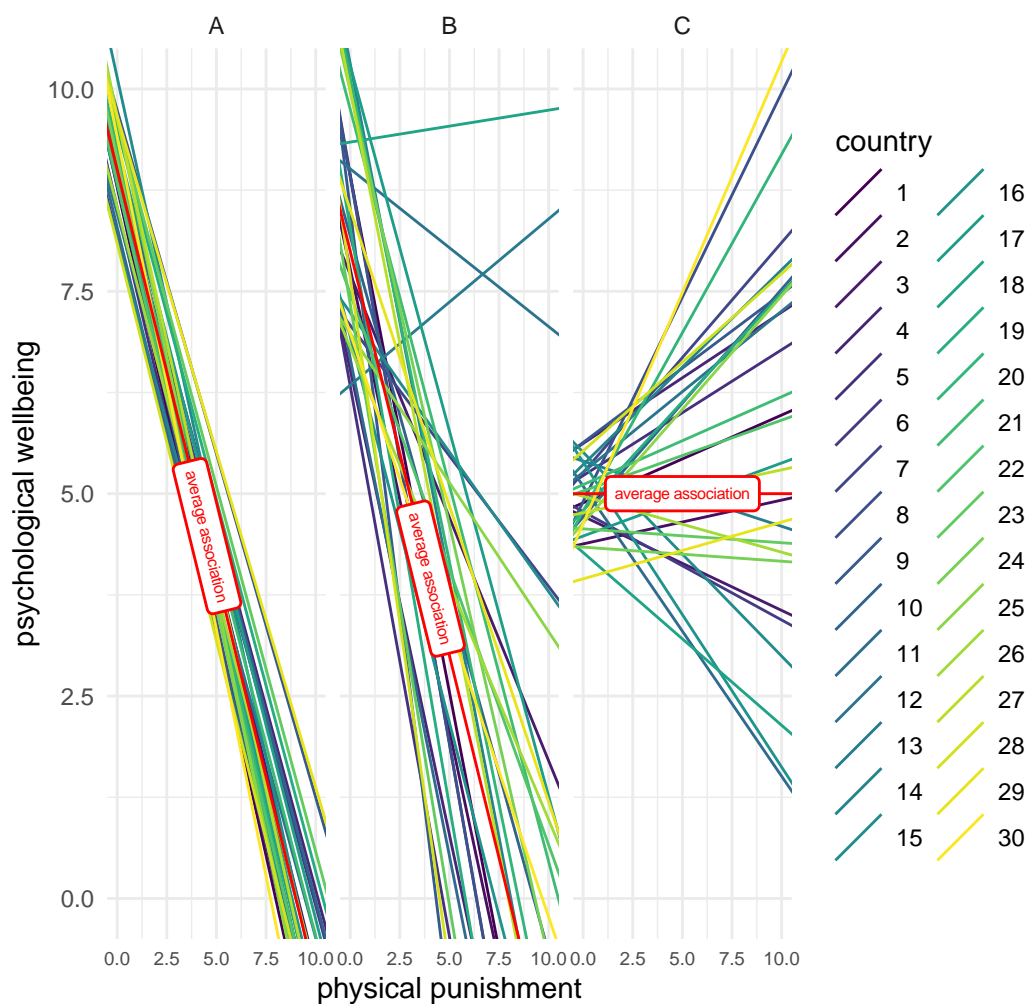 A B C
psychological wellbeing
10.0
7.5
5.0
2.5
0.0
average association
average association
average association
0.0 2.5 5.0 7.5 10.0 0.0 2.5 5.0 7.5 10.0 0.0 2.5 5.0 7.5 10.0
physical punishment
country
1 16
2 17
3 18
4 19
5 20
6 21
7 22
8 23
9 24
10 25
11 26
12 27
13 28
14 29
15 30